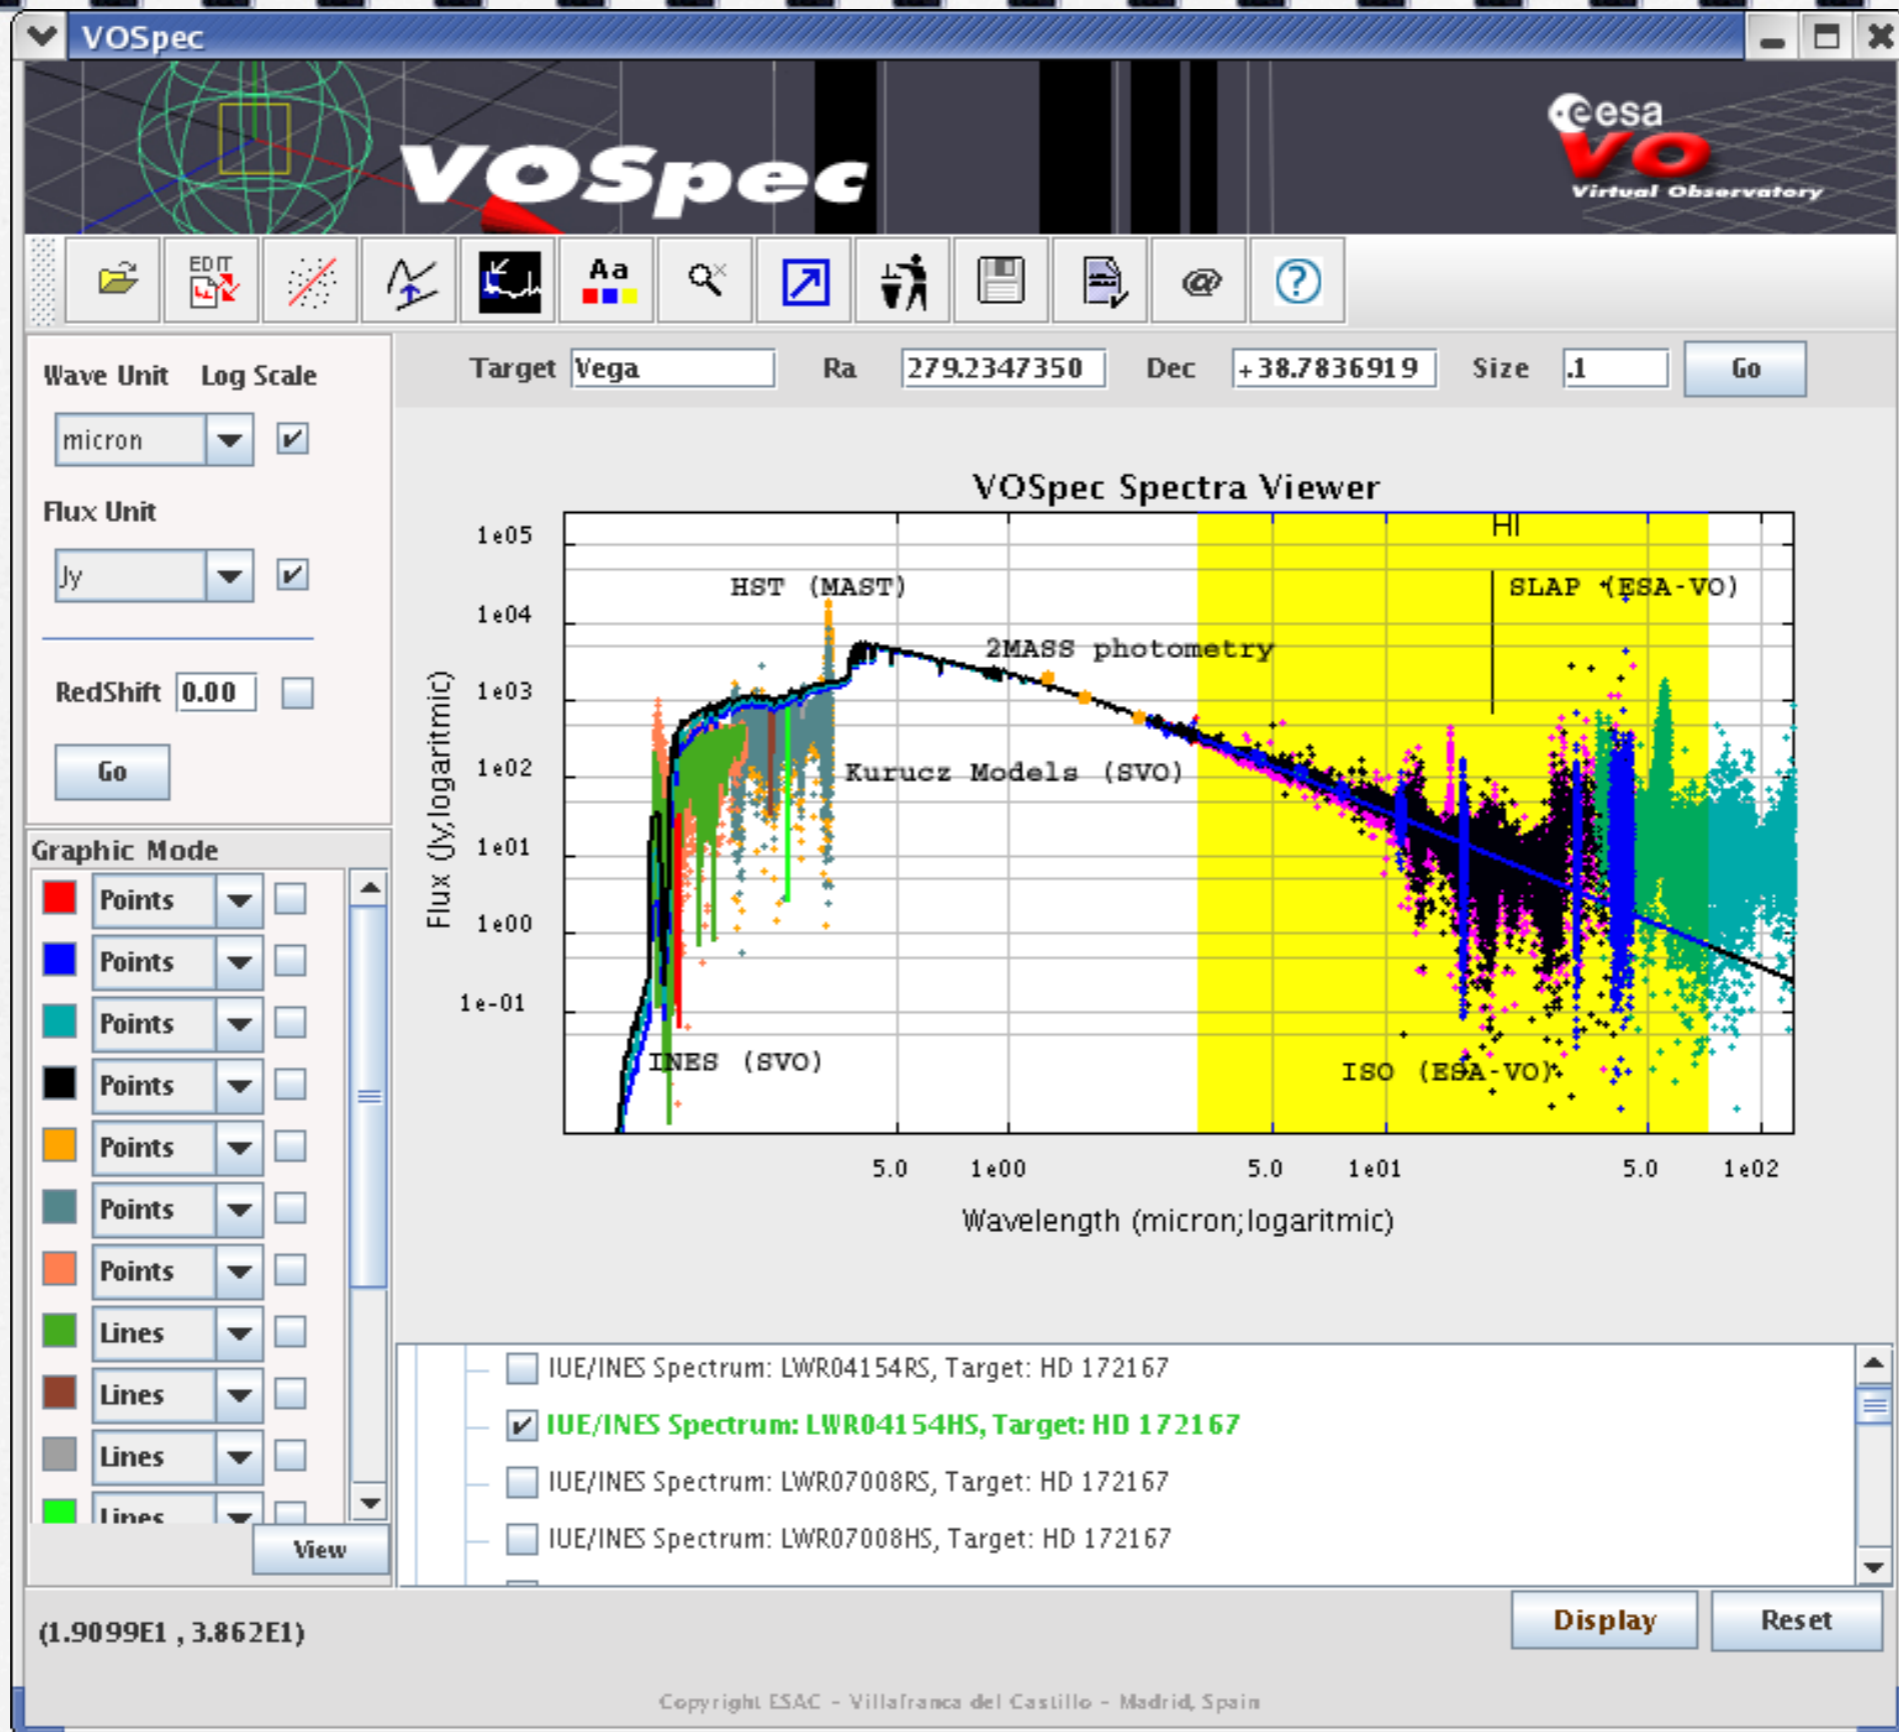 VOSpec
VOSpec
esa
VO
Virtual Observatory
EDIT
Aa
@
?
Wave Unit Log Scale
micron
Flux Unit
Jy
RedShift 0.00
Go
Target Vega Ra 279.2347350 Dec +38.7836919 Size .1 Go
VOSpec Spectra Viewer
1e05
1e04
1e03
1e02
1e01
1e00
1e-01
Flux (Jy,logaritmic)
HI
HST (MAST)
SLAP (ESA-VO)
2MASS photometry
Kurucz Models (SVO)
INES (SVO)
ISO (ESA-VO)
5.0 1e00 5.0 1e01 5.0 1e02
Wavelength (micron;logaritmic)
Graphic Mode
Points
Points
Points
Points
Points
Points
Points
Lines
Lines
Lines
Lines
View
IUE/INES Spectrum: LWR04154RS, Target: HD 172167
IUE/INES Spectrum: LWR04154HS, Target: HD 172167
IUE/INES Spectrum: LWR07008RS, Target: HD 172167
IUE/INES Spectrum: LWR07008HS, Target: HD 172167
(1.9099E1 , 3.862E1)
Display Reset
Copyright ESAC - Villafranca del Castillo - Madrid, Spain